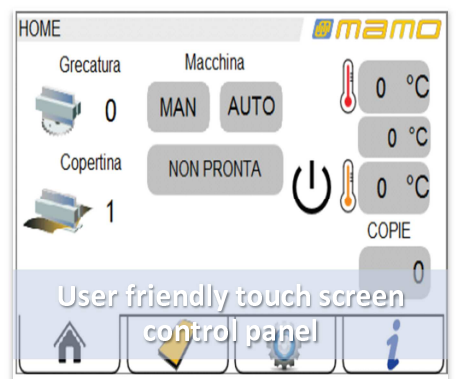 HOME
mamo
Grecatura
0
Macchina
MAN
AUTO
0 °C
0 °C
Copertina
1
NON PRONTA
0 °C
COPIE
0
User friendly touch screen
control panel
i